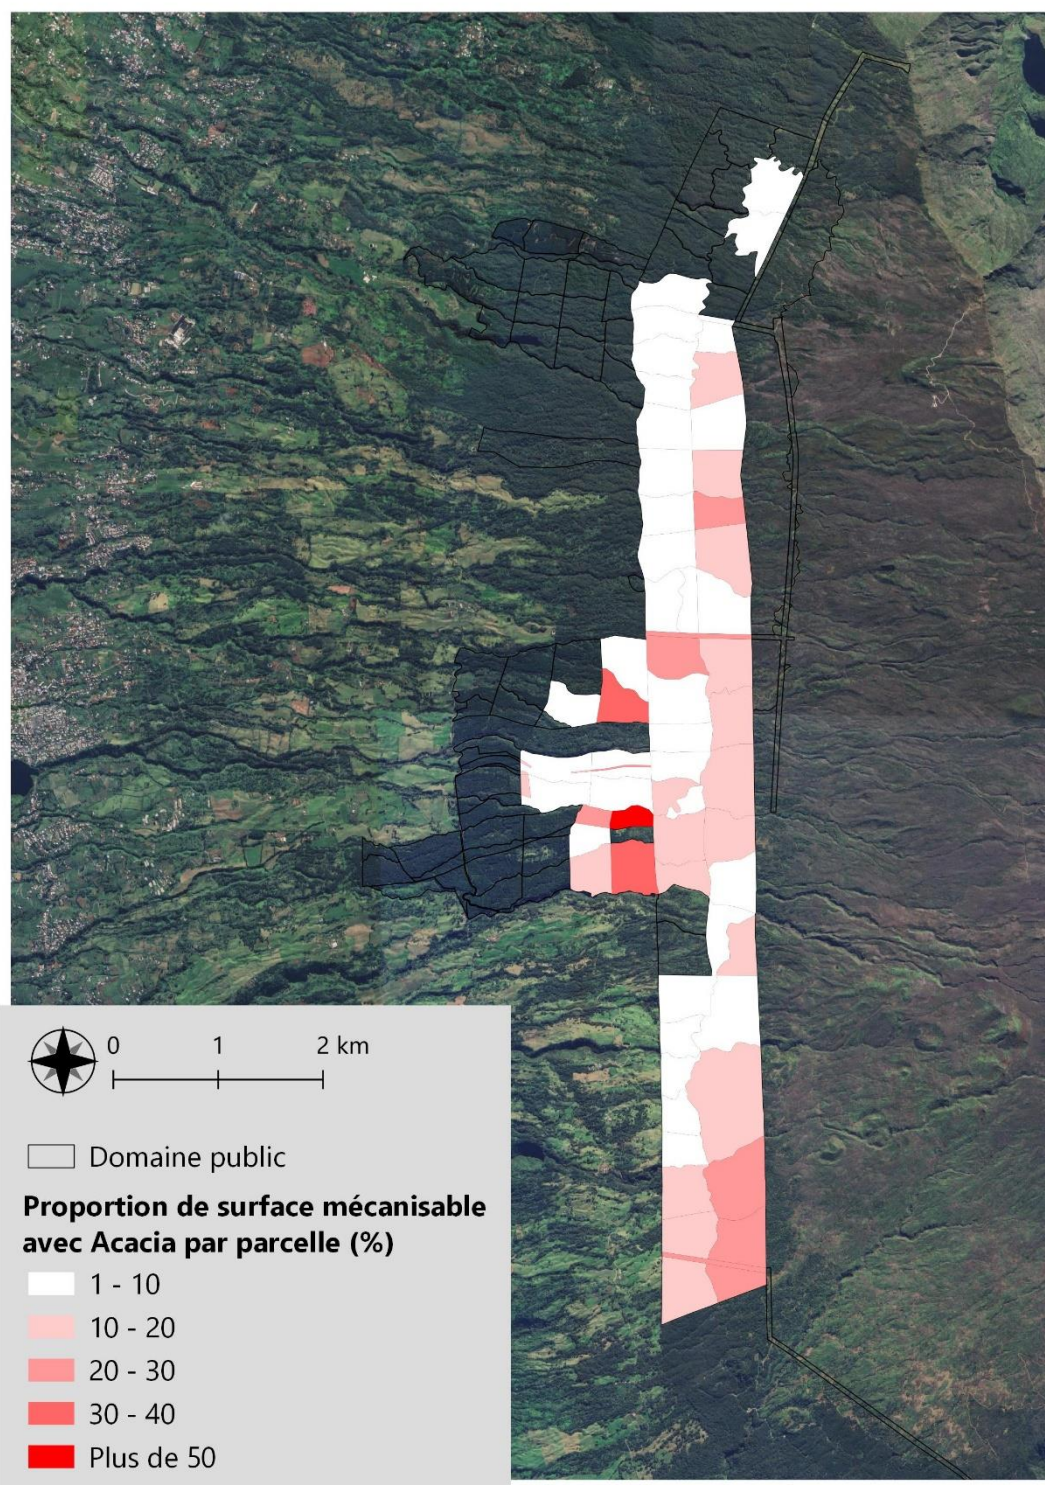 0 1 2 km
Domaine public
Proportion de surface mécanisable
avec Acacia par parcelle (%)
1 - 10
10 - 20
20 - 30
30 - 40
Plus de 50